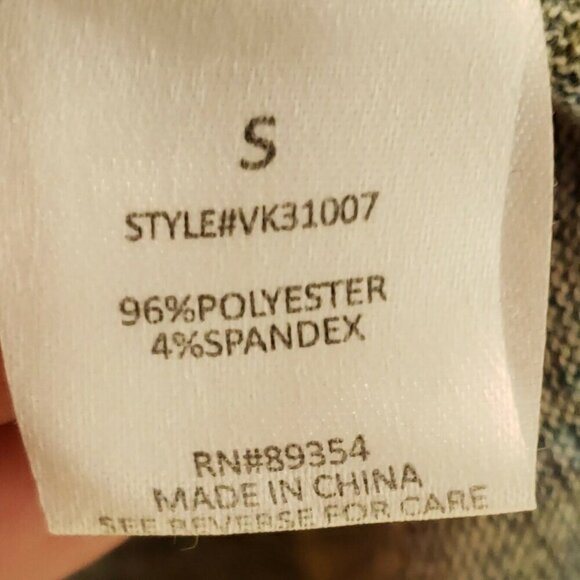 S
STYLE#VK31007
96%POLYESTER
4%SPANDEX
RN#89354
MADE IN CHINA
SEE REVERSE FOR CARE